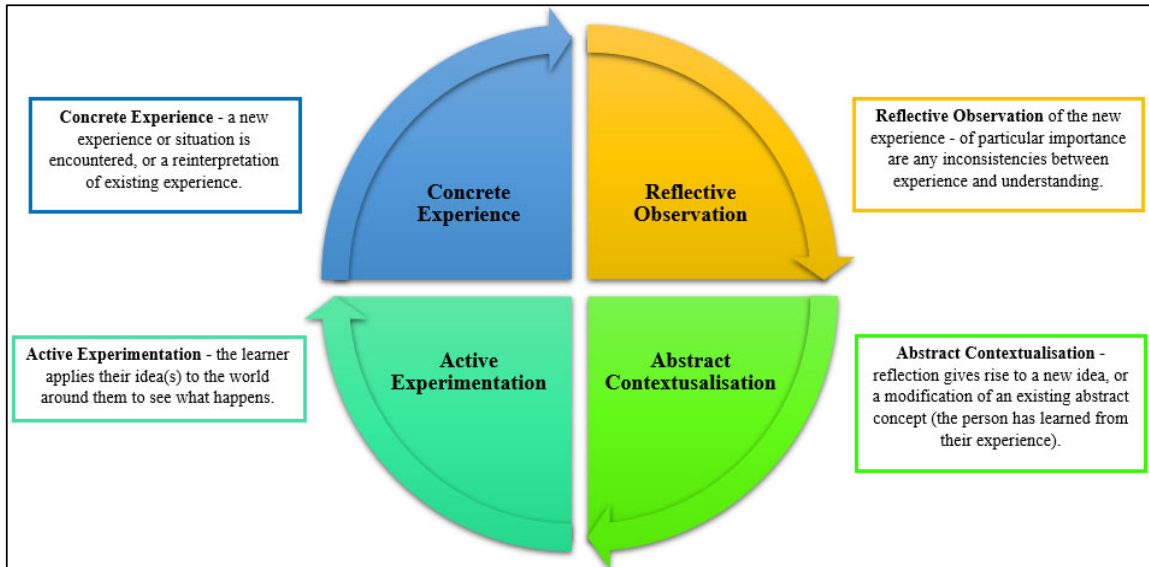 Concrete Experience - a new
experience or situation is
encountered, or a reinterpretation
of existing experience.
Concrete
Experience
Reflective
Observation
Reflective Observation of the new
experience - of particular importance
are any inconsistencies between
experience and understanding.
Active Experimentation - the learner
applies their idea(s) to the world
around them to see what happens.
Active
Experimentation
Abstract
Contextusalisation
Abstract Contextualisation -
reflection gives rise to a new idea, or
a modification of an existing abstract
concept (the person has learned from
their experience).